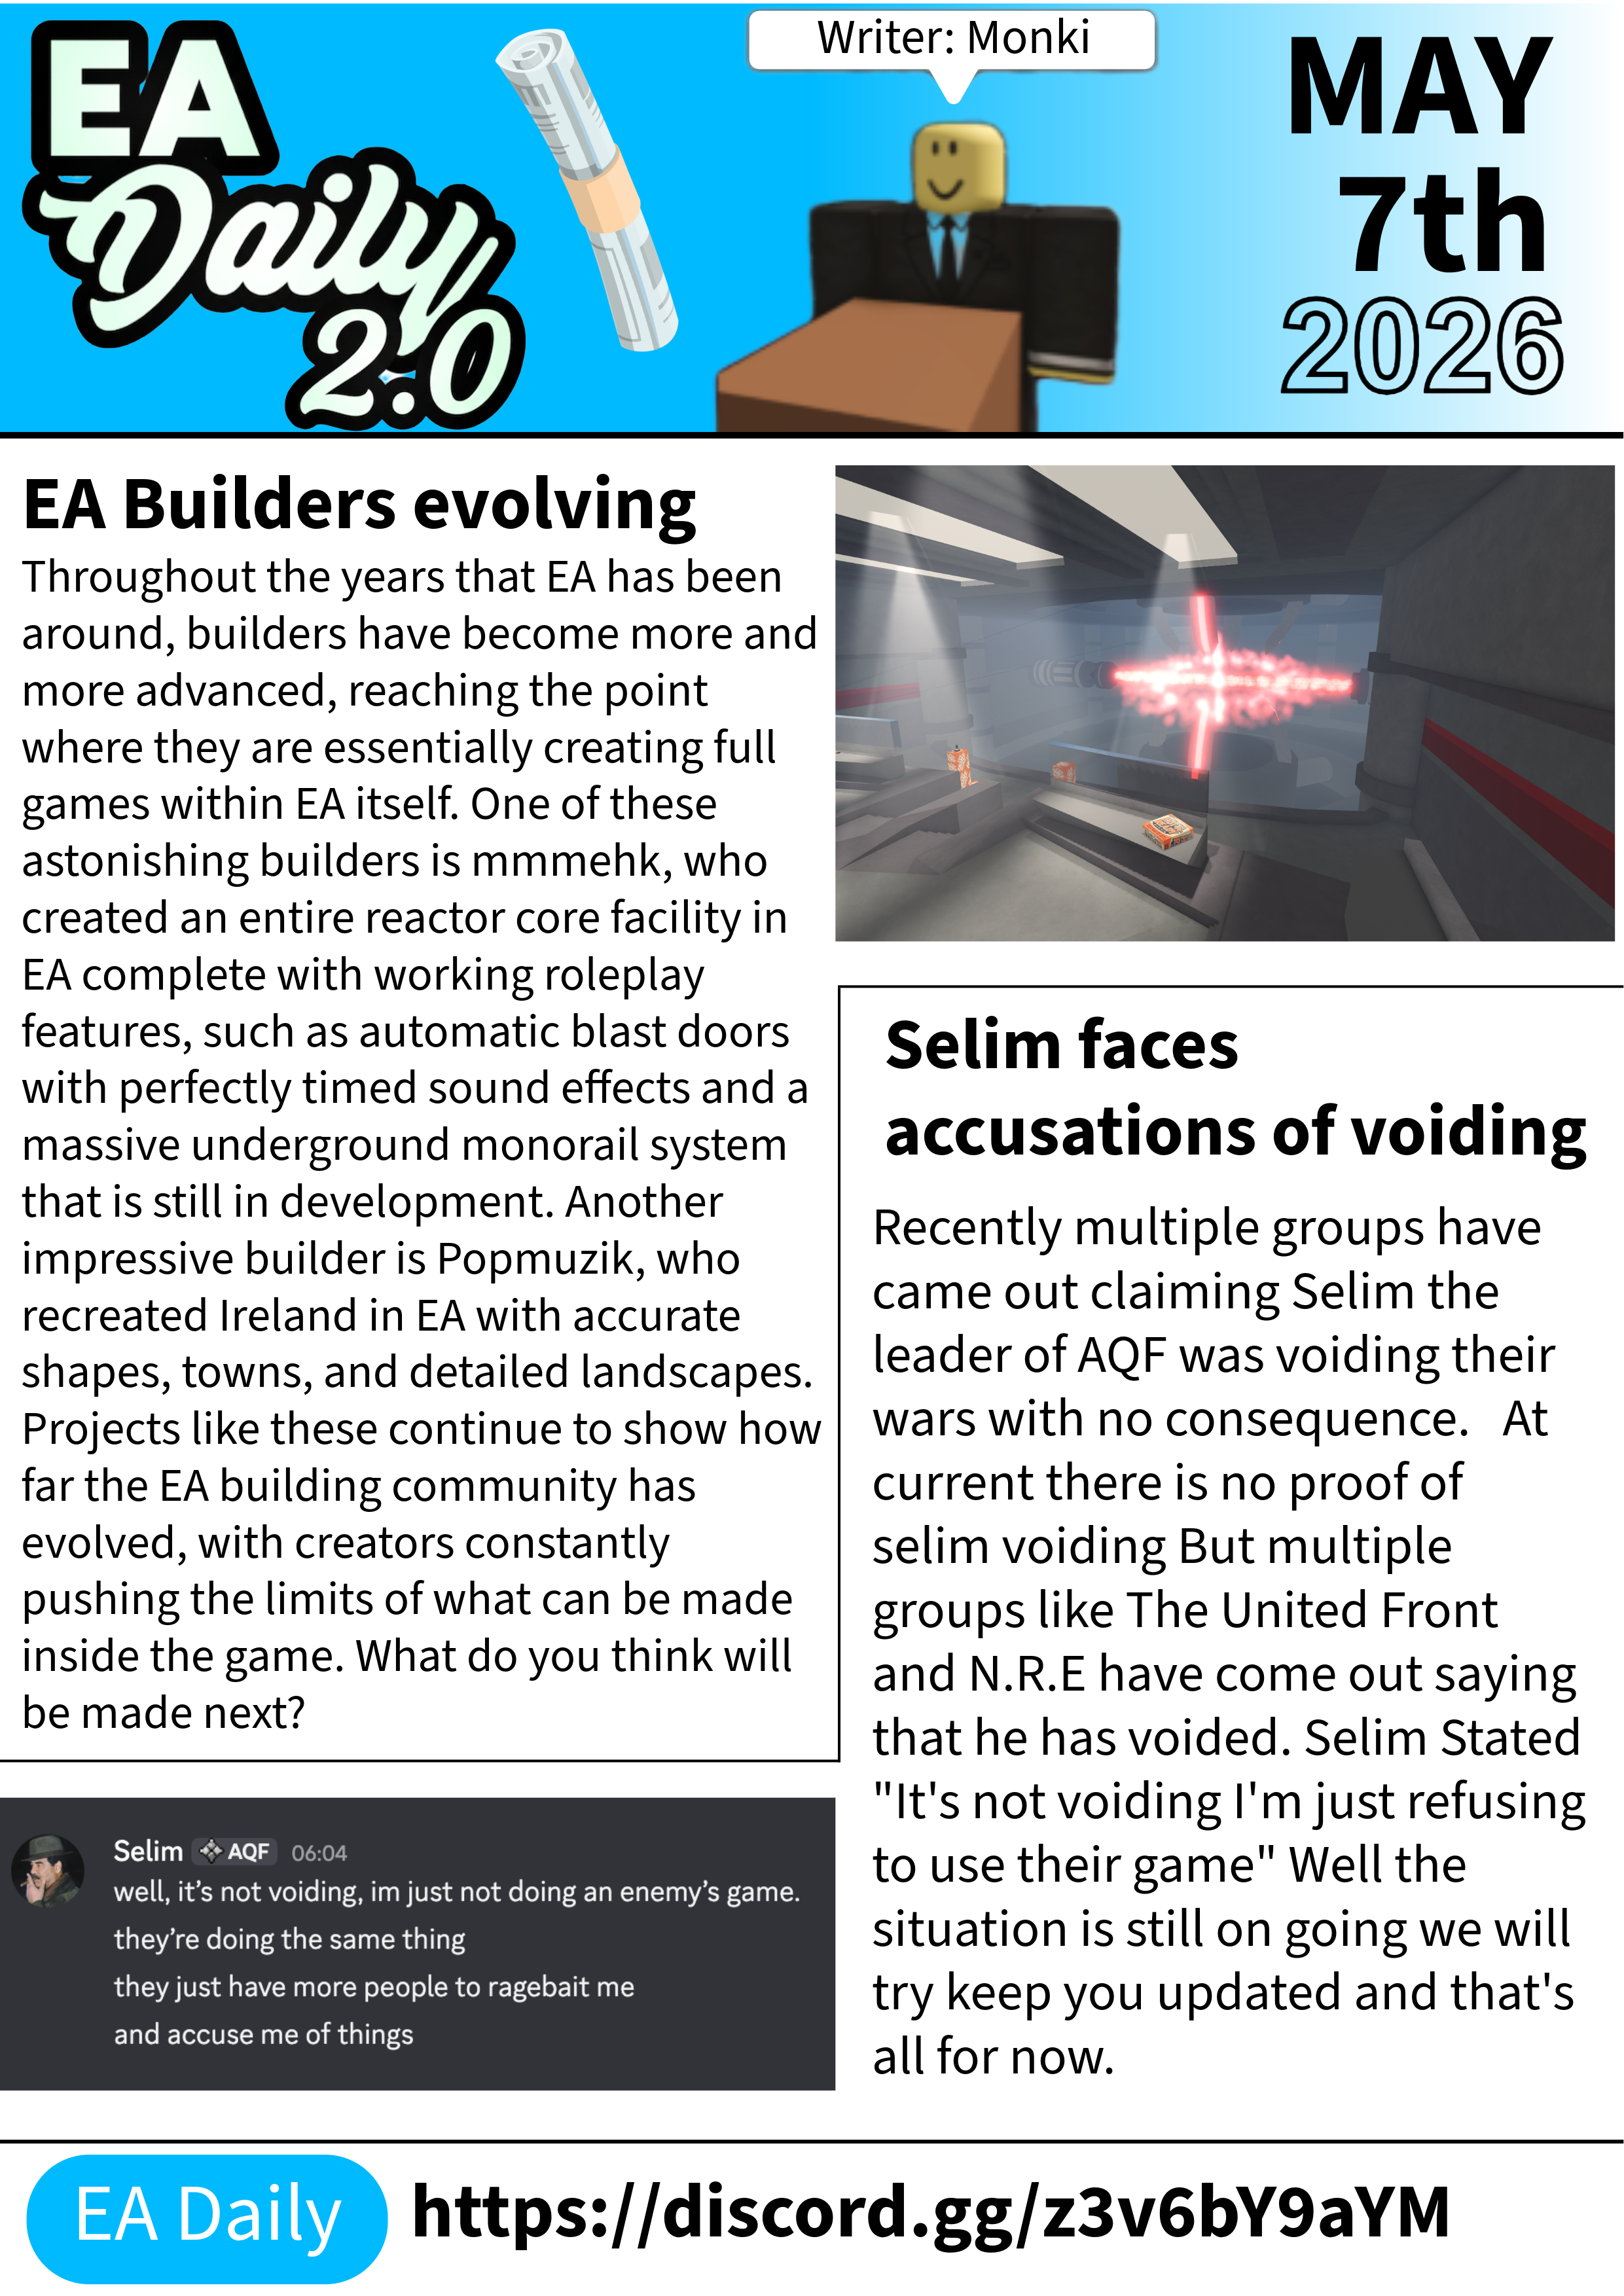 EA
Daily
2.0
Writer: Monki
MAY
7th
2026
EA Builders evolving
Throughout the years that EA has been
around, builders have become more and
more advanced, reaching the point
where they are essentially creating full
games within EA itself. One of these
astonishing builders is mmmehk, who
created an entire reactor core facility in
EA complete with working roleplay
features, such as automatic blast doors
with perfectly timed sound effects and a
massive underground monorail system
that is still in development. Another
impressive builder is Popmuzik, who
recreated Ireland in EA with accurate
shapes, towns, and detailed landscapes.
Projects like these continue to show how
far the EA building community has
evolved, with creators constantly
pushing the limits of what can be made
inside the game. What do you think will
be made next?
Selim faces
accusations of voiding
Recently multiple groups have
came out claiming Selim the
leader of AQF was voiding their
wars with no consequence.   At
current there is no proof of
selim voiding But multiple
groups like The United Front
and N.R.E have come out saying
that he has voided. Selim Stated
"It's not voiding I'm just refusing
to use their game" Well the
situation is still on going we will
try keep you updated and that's
all for now.
Selim AQF 06:04
well, it’s not voiding, im just not doing an enemy’s game.
they’re doing the same thing
they just have more people to ragebait me
and accuse me of things
EA Daily
https://discord.gg/z3v6bY9aYM